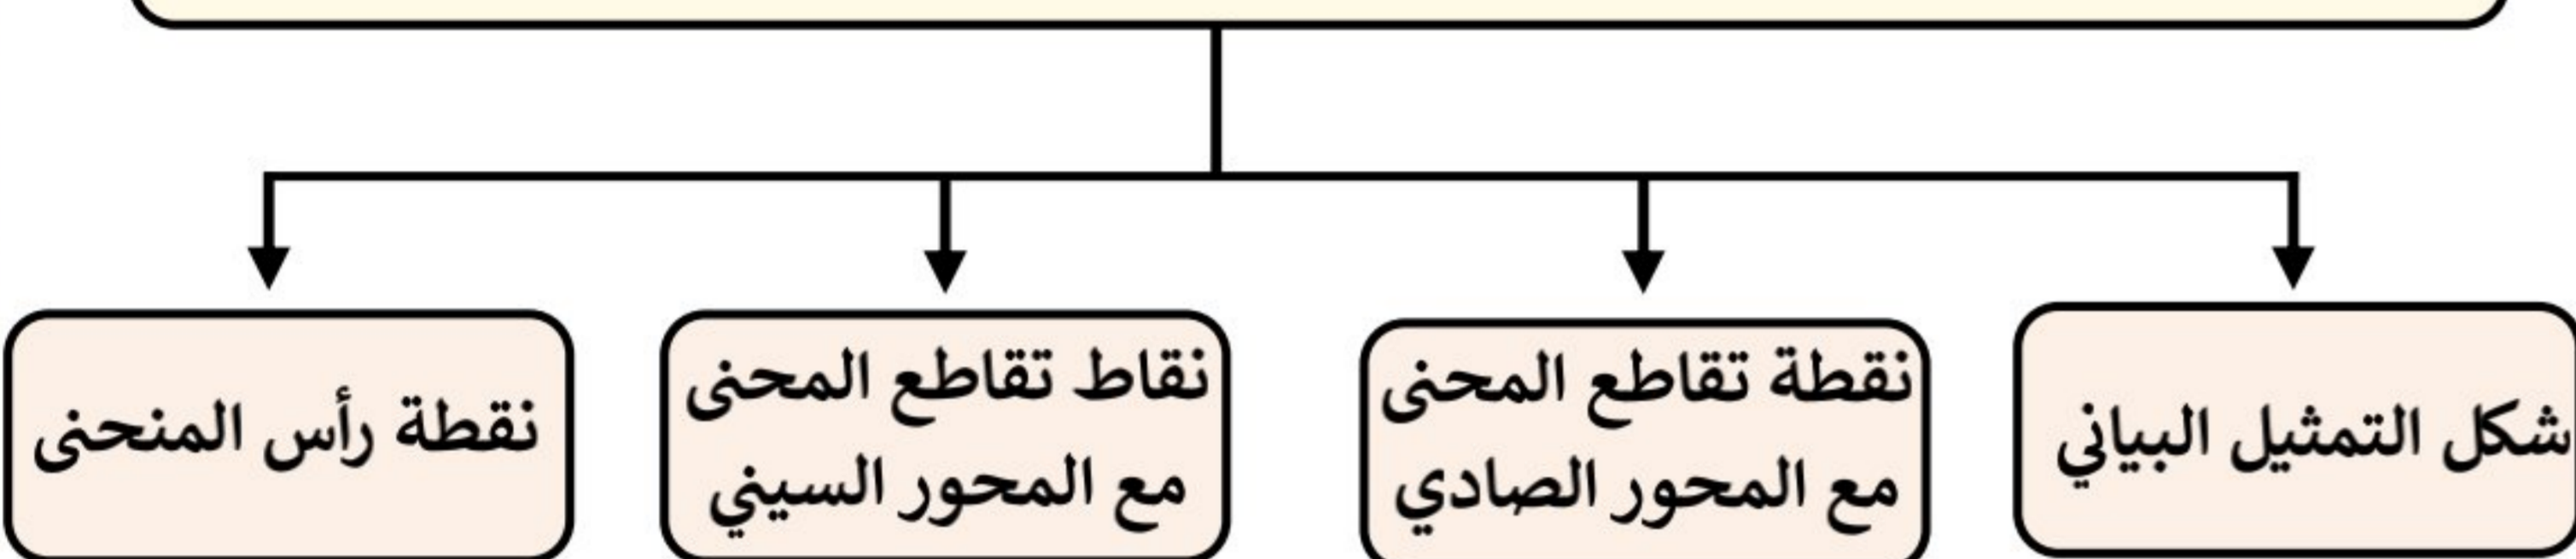 شكل التمثيل البياني
نقطة تقاطع المحنى
مع المحور الصادي
نقاط تقاطع المحنى
مع المحور السيني
نقطة رأس المنحنى